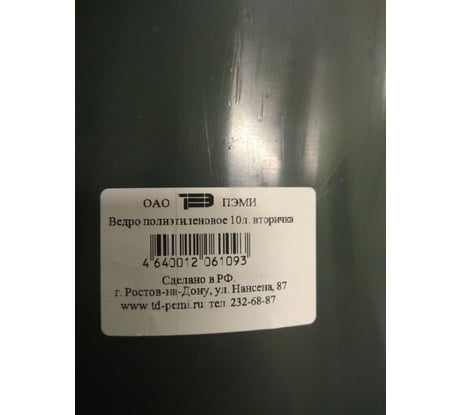 ОАО ПЭМИ
Ведро полиэтиленовое 10л. вторичка
4 640012 061093
Сделано в РФ.
г. Ростов-на-Дону, ул. Нансена, 87
www.td-pemi.ru. тел. 232-68-87